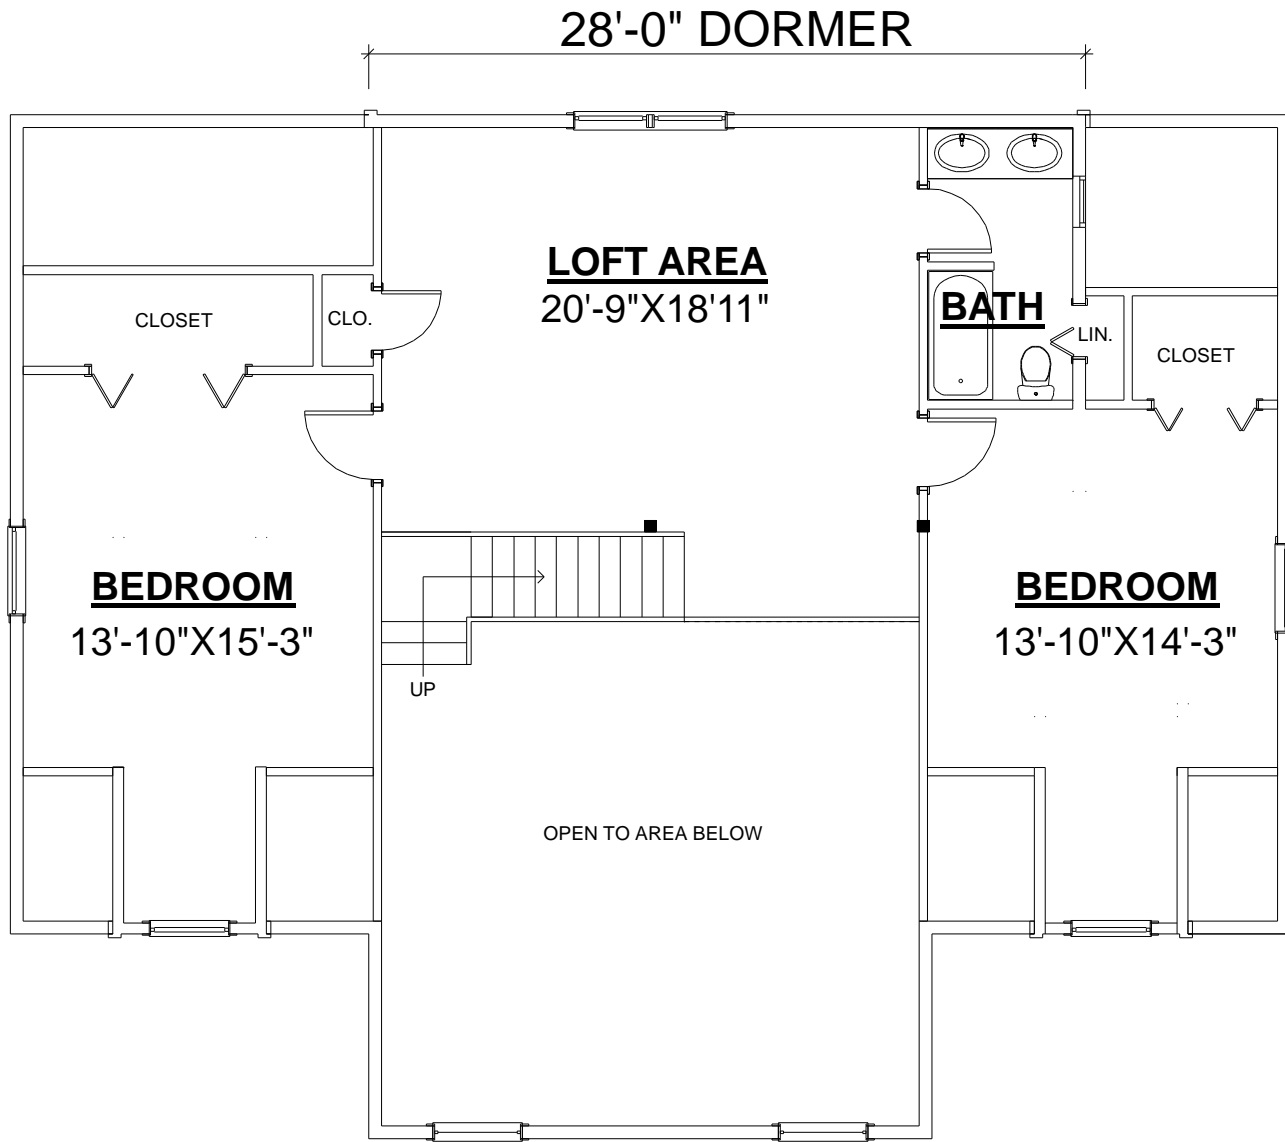 28'-0" DORMER
LOFT AREA
20'-9"X18'11"
BATH
CLOSET
CLO.
LIN.
CLOSET
BEDROOM
13'-10"X15'-3"
BEDROOM
13'-10"X14'-3"
UP
OPEN TO AREA BELOW